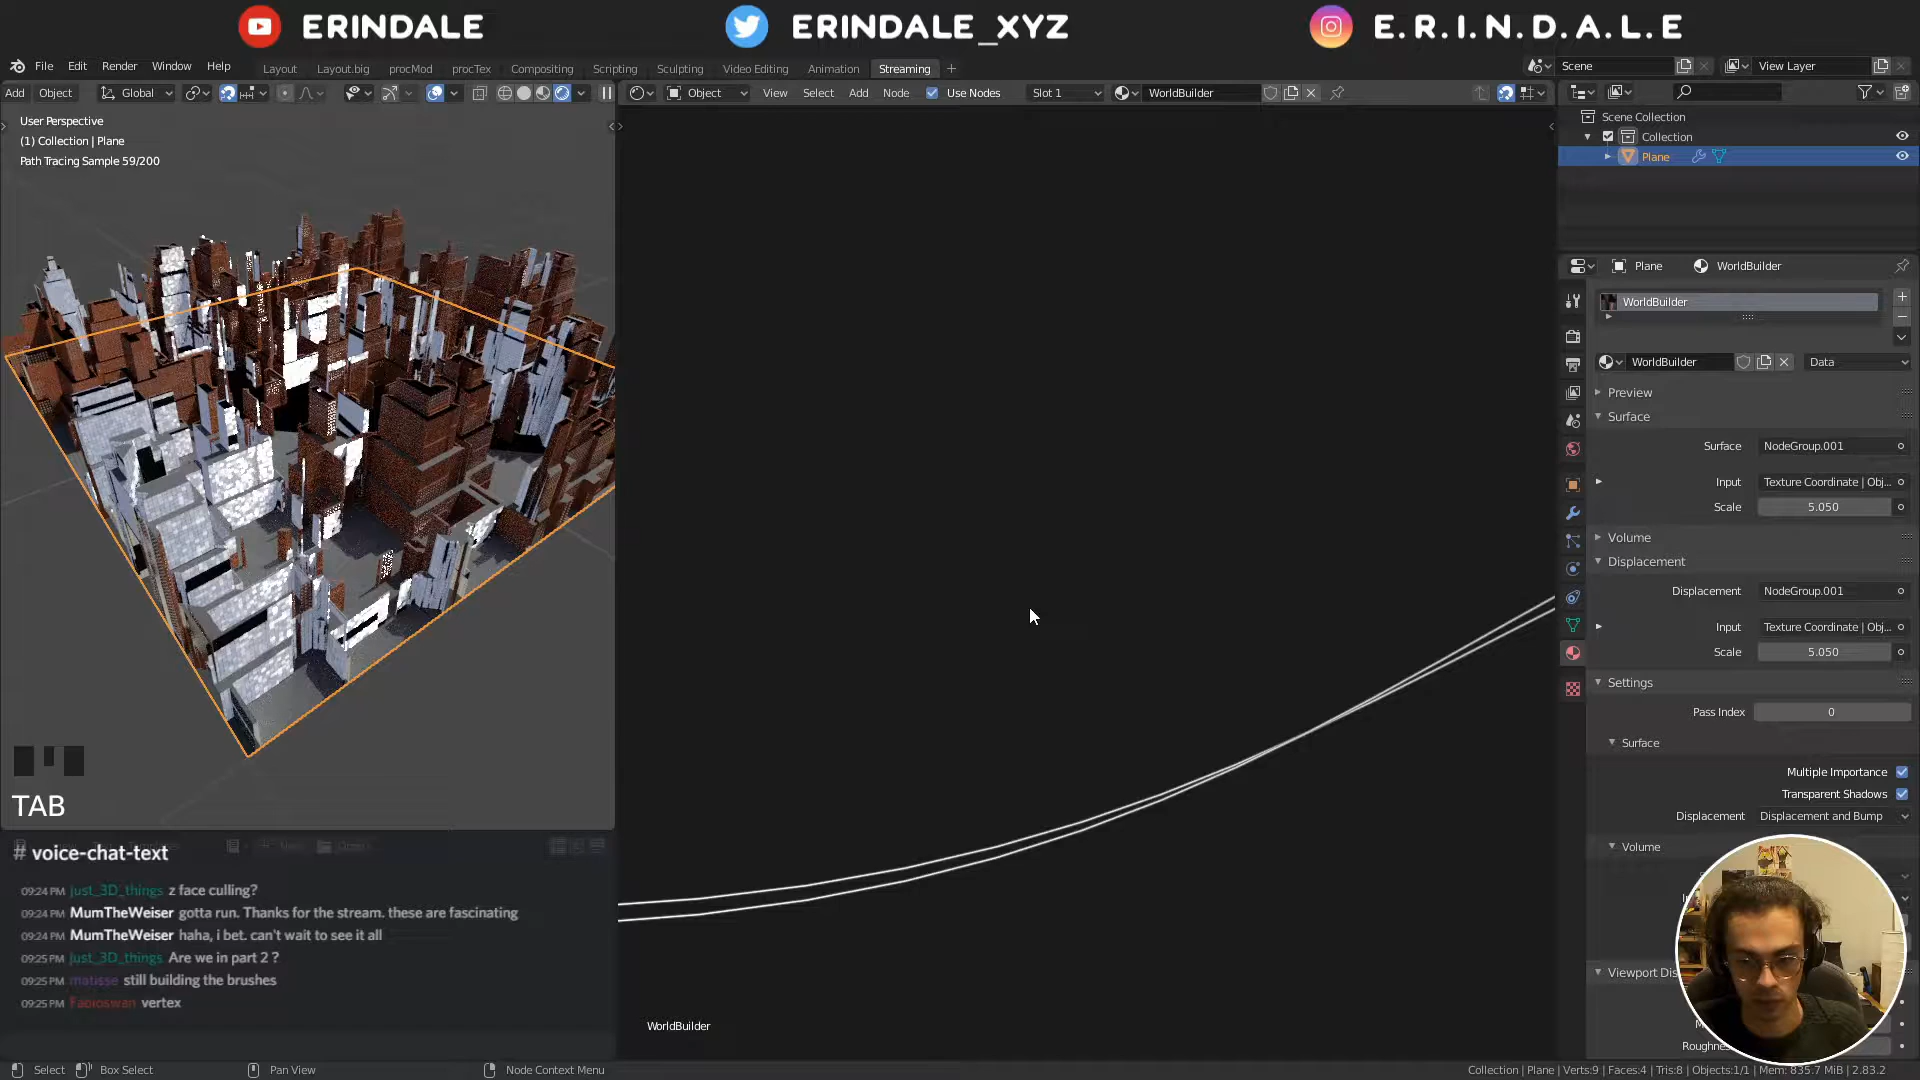 ERINDALE
ERINDALE_XYZ
E.R.I.N.D.A.L.E
File Edit Render Window Help
Layout Layout.big procMod procTex Compositing Scripting Sculpting Video Editing Animation Streaming +
Scene
View Layer
Add Object Global
Object View Select Add Node Use Nodes Slot 1 WorldBuilder
User Perspective
(1) Collection | Plane
Path Tracing Sample 59/200
Scene Collection
Collection
Plane
Plane WorldBuilder
WorldBuilder
WorldBuilder Data
Preview
Surface
Surface NodeGroup.001
Input Texture Coordinate | Obj...
Scale 5.050
Volume
Displacement
Displacement NodeGroup.001
Input Texture Coordinate | Obj...
Scale 5.050
Settings
Pass Index 0
Surface
Multiple Importance
Transparent Shadows
Displacement Displacement and Bump
Volume
Viewport Dis
Roughne
TAB
# voice-chat-text
09:24 PM just_3D_things z face culling?
09:24 PM MumTheWeiser gotta run. Thanks for the stream. these are fascinating
09:24 PM MumTheWeiser haha, i bet. can't wait to see it all
09:25 PM just_3D_things Are we in part 2 ?
09:25 PM matisse still building the brushes
09:25 PM Fabioswan vertex
WorldBuilder
Select Box Select Pan View Node Context Menu
Collection | Plane | Verts:9 | Faces:4 | Tris:8 | Objects:1/1 | Mem: 835.7 MiB | 2.83.2